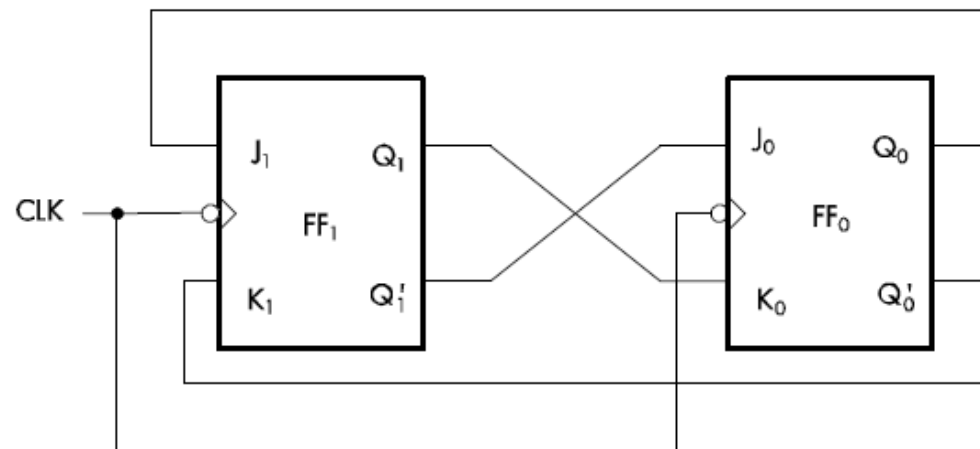 J₁ Q₁ J₀ Q₀
CLK FF₁ FF₀
K₁ Q₁' K₀ Q₀'